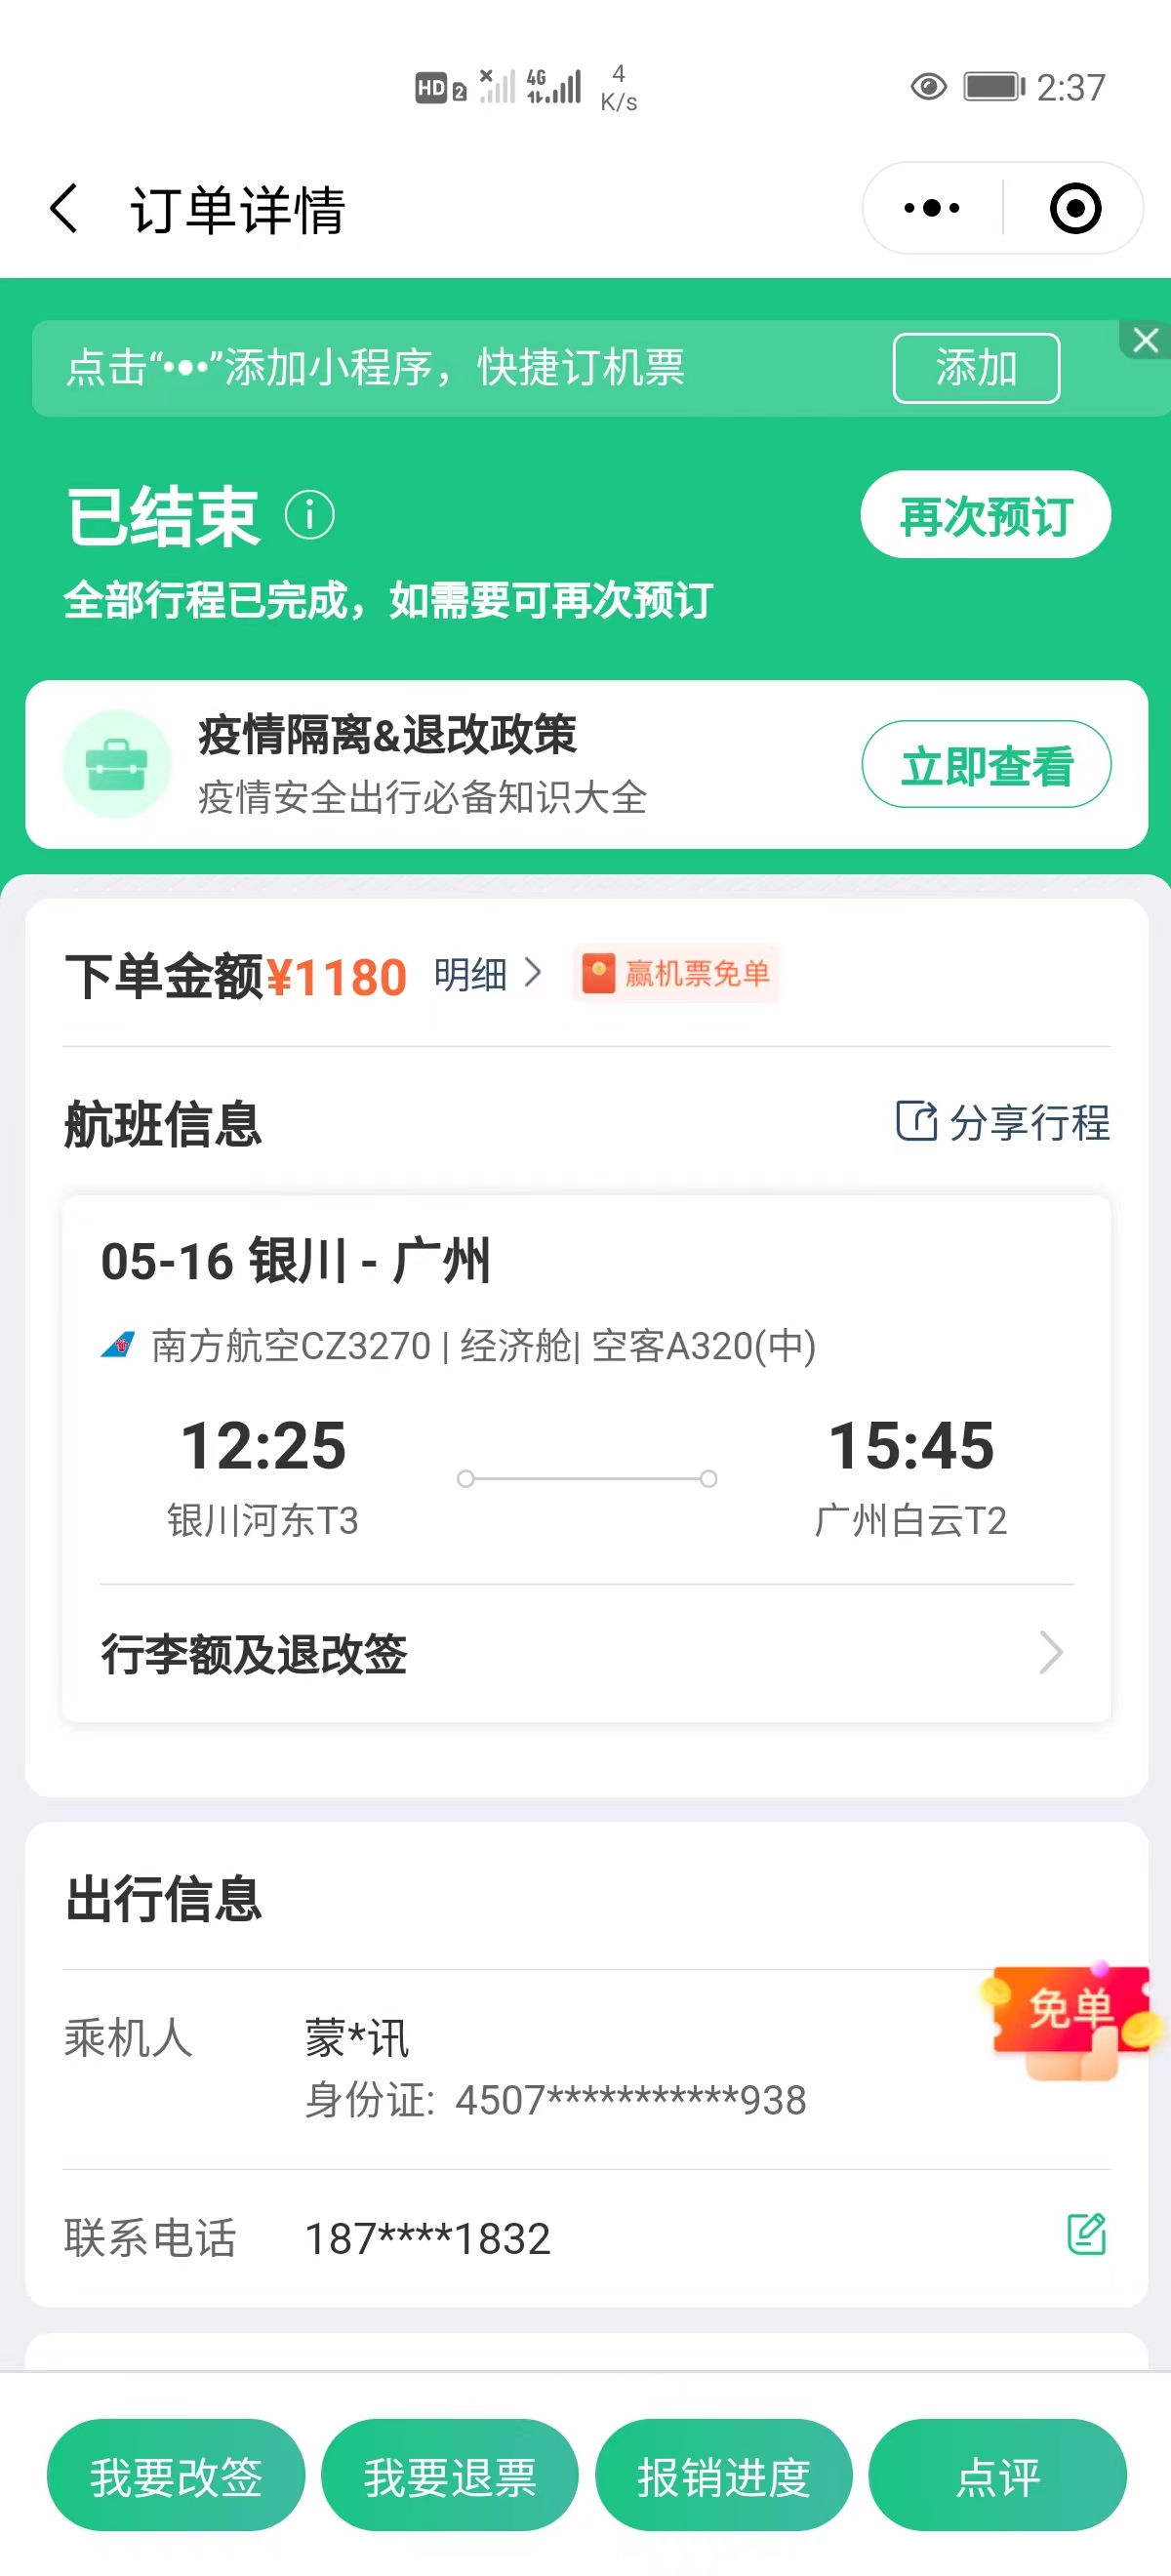 HD 2 4G 4 K/s 2:37
订单详情
点击“•●•”添加小程序，快捷订机票 添加
已结束 再次预订
全部行程已完成，如需要可再次预订
疫情隔离&退改政策
疫情安全出行必备知识大全
立即查看
下单金额¥1180 明细 赢机票免单
航班信息 分享行程
05-16 银川 - 广州
南方航空CZ3270 | 经济舱| 空客A320(中)
12:25 15:45
银川河东T3 广州白云T2
行李额及退改签
出行信息
免单
乘机人 蒙*讯
身份证: 4507***********938
联系电话 187****1832
我要改签 我要退票 报销进度 点评